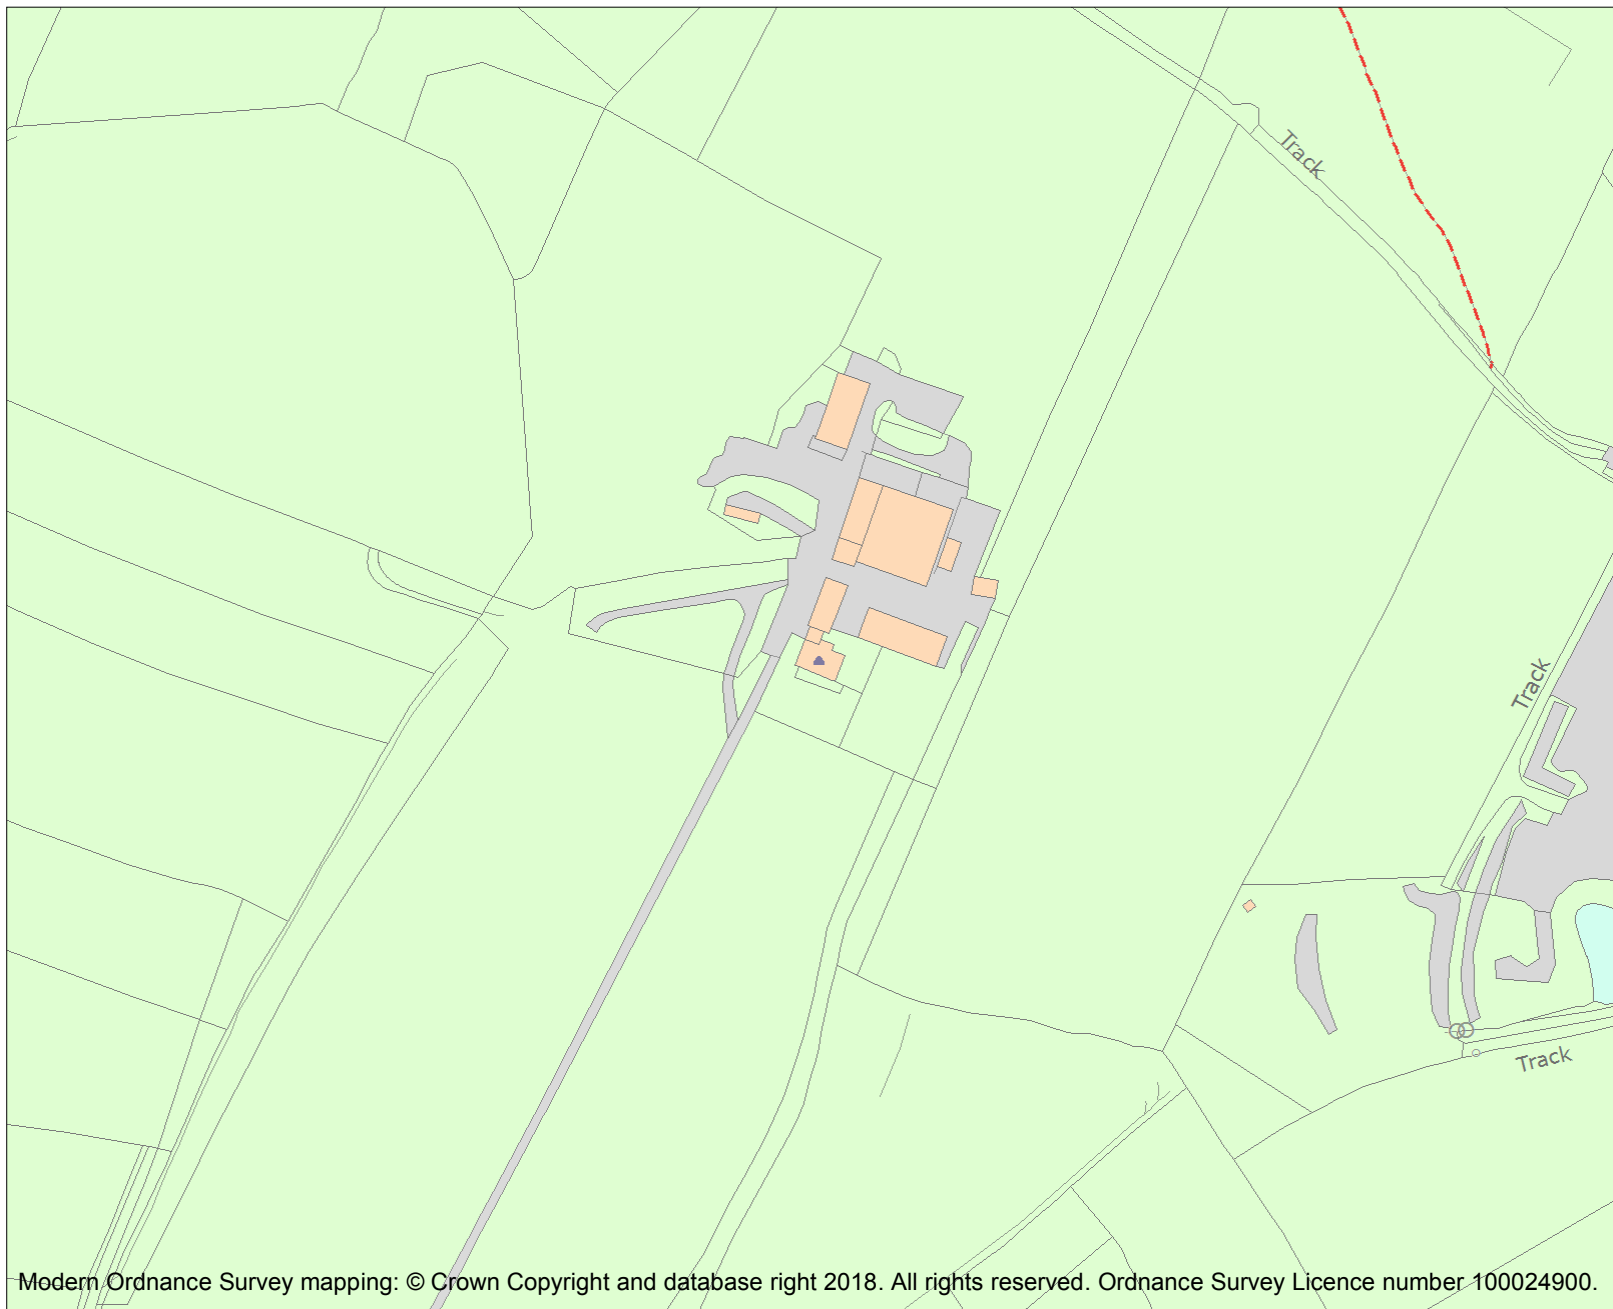 Track
Track
Track
Modern Ordnance Survey mapping: © Crown Copyright and database right 2018. All rights reserved. Ordnance Survey Licence number 100024900.